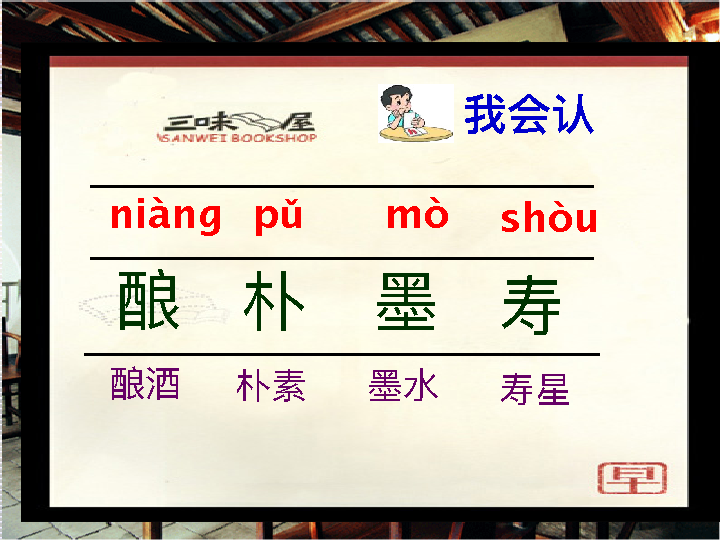 我会认
三味 屋
SANWEI BOOKSHOP
niàng pǔ mò shòu
酿 朴 墨 寿
酿酒 朴素 墨水 寿星
早